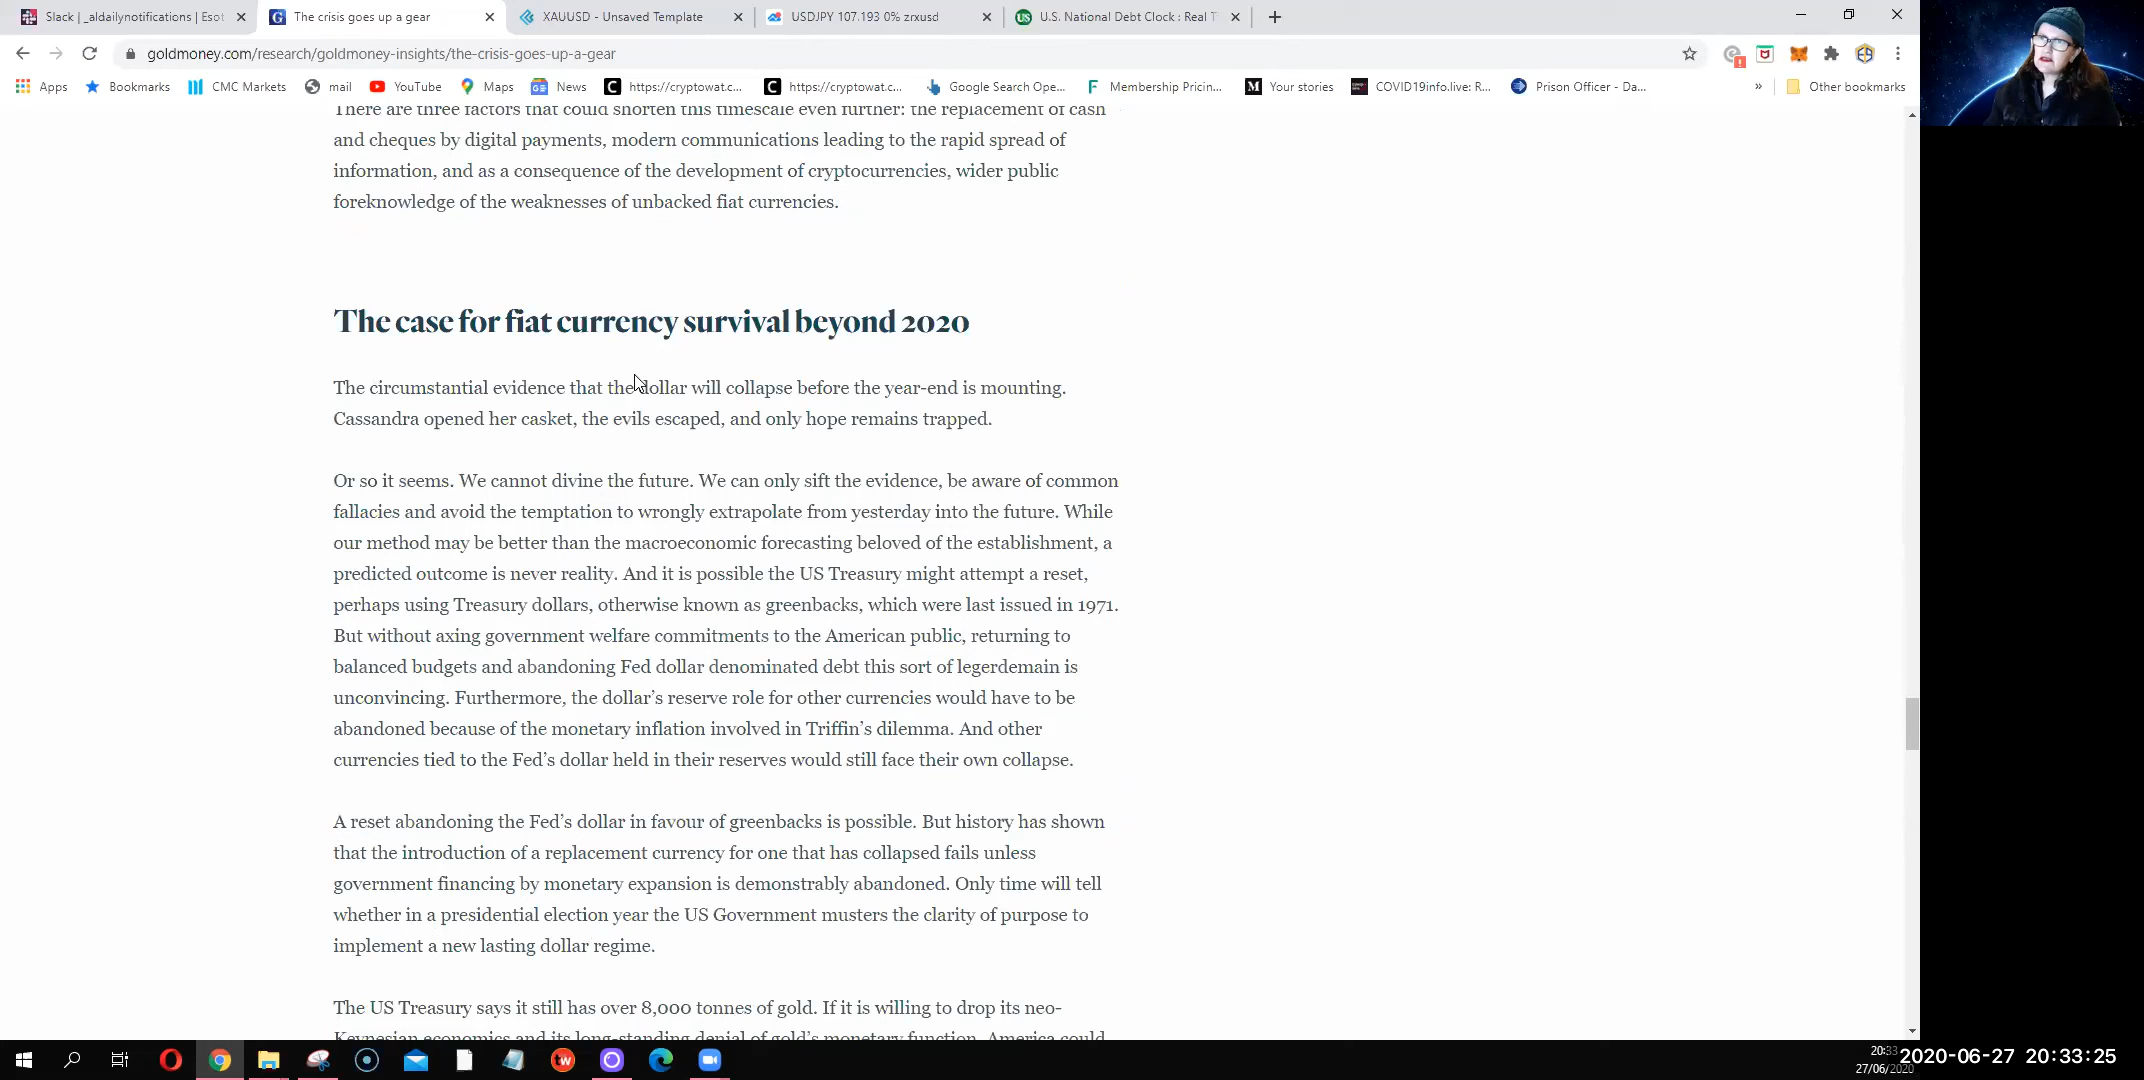 Slack | _aldailynotifications | Esot
The crisis goes up a gear
XAUUSD - Unsaved Template
USDJPY 107.193 0% zrxusd
U.S. National Debt Clock : Real T
goldmoney.com/research/goldmoney-insights/the-crisis-goes-up-a-gear
Apps Bookmarks CMC Markets mail YouTube Maps News https://cryptowat.c... https://cryptowat.c... Google Search Ope... Membership Pricin... Your stories COVID19info.live: R... Prison Officer - Da... » Other bookmarks
There are three factors that could shorten this timescale even further: the replacement of cash
and cheques by digital payments, modern communications leading to the rapid spread of
information, and as a consequence of the development of cryptocurrencies, wider public
foreknowledge of the weaknesses of unbacked fiat currencies.
The case for fiat currency survival beyond 2020
The circumstantial evidence that the dollar will collapse before the year-end is mounting.
Cassandra opened her casket, the evils escaped, and only hope remains trapped.
Or so it seems. We cannot divine the future. We can only sift the evidence, be aware of common
fallacies and avoid the temptation to wrongly extrapolate from yesterday into the future. While
our method may be better than the macroeconomic forecasting beloved of the establishment, a
predicted outcome is never reality. And it is possible the US Treasury might attempt a reset,
perhaps using Treasury dollars, otherwise known as greenbacks, which were last issued in 1971.
But without axing government welfare commitments to the American public, returning to
balanced budgets and abandoning Fed dollar denominated debt this sort of legerdemain is
unconvincing. Furthermore, the dollar's reserve role for other currencies would have to be
abandoned because of the monetary inflation involved in Triffin's dilemma. And other
currencies tied to the Fed's dollar held in their reserves would still face their own collapse.
A reset abandoning the Fed's dollar in favour of greenbacks is possible. But history has shown
that the introduction of a replacement currency for one that has collapsed fails unless
government financing by monetary expansion is demonstrably abandoned. Only time will tell
whether in a presidential election year the US Government musters the clarity of purpose to
implement a new lasting dollar regime.
The US Treasury says it still has over 8,000 tonnes of gold. If it is willing to drop its neo-
Keynesian economics and its long-standing denial of gold's monetary function, America could
20:33
27/06/2020
2020-06-27 20:33:25